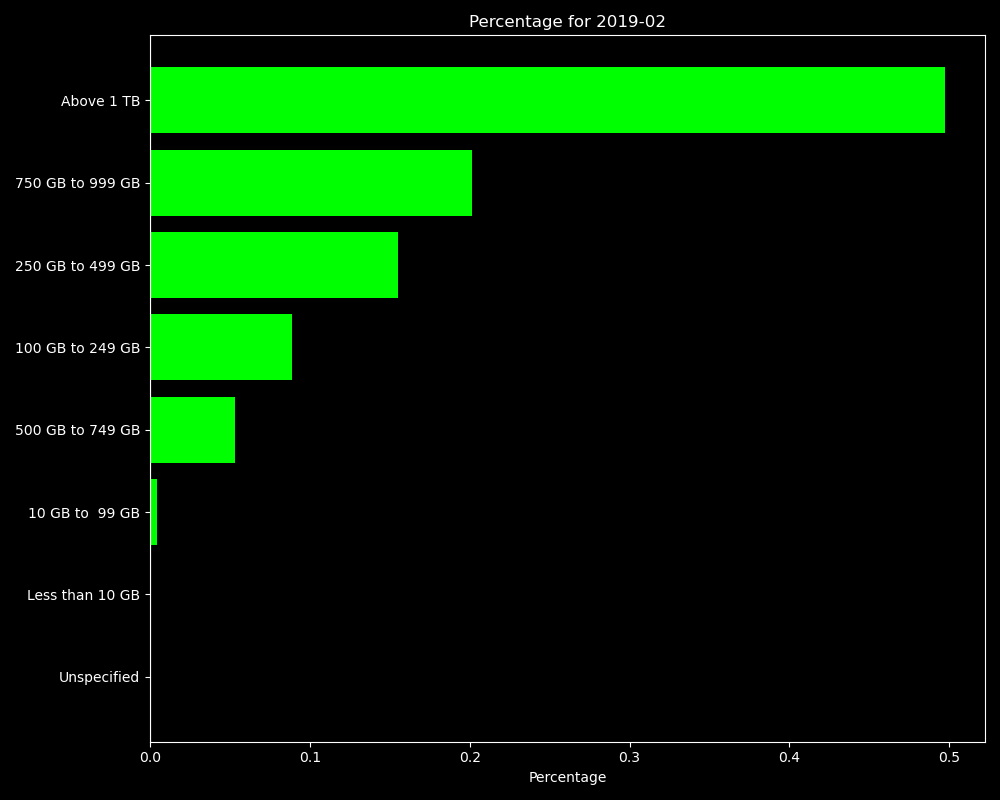 Percentage for 2019-02
Above 1 TB
750 GB to 999 GB
250 GB to 499 GB
100 GB to 249 GB
500 GB to 749 GB
10 GB to  99 GB
Less than 10 GB
Unspecified
0.0 0.1 0.2 0.3 0.4 0.5
Percentage